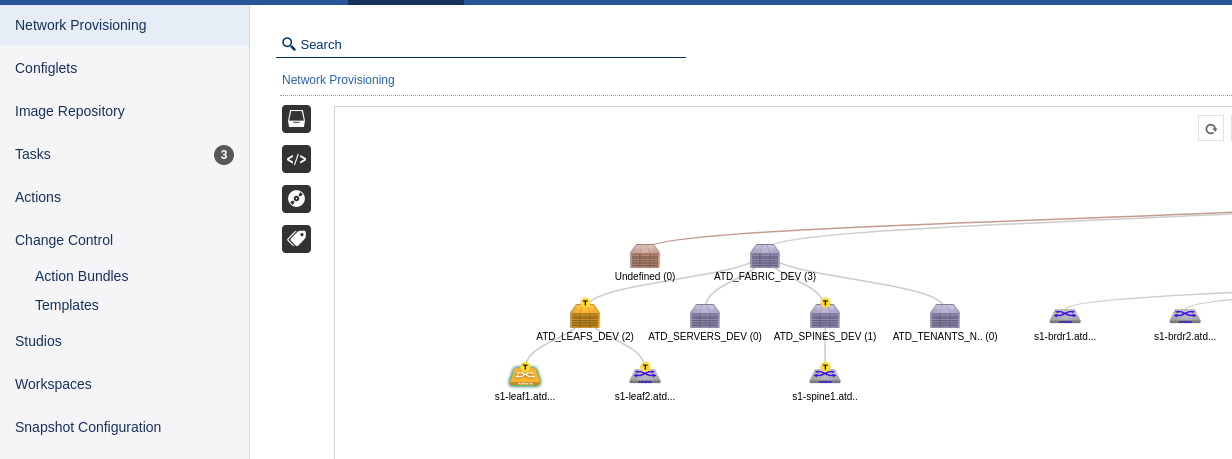 Network Provisioning
Configlets
Image Repository
Tasks 3
Actions
Change Control
Action Bundles
Templates
Studios
Workspaces
Snapshot Configuration
Search
Network Provisioning
Undefined (0)
ATD_FABRIC_DEV (3)
T
T
ATD_LEAFS_DEV (2)
ATD_SERVERS_DEV (0)
ATD_SPINES_DEV (1)
ATD_TENANTS_N.. (0)
s1-brdr1.atd...
s1-brdr2.atd...
T
T
T
s1-leaf1.atd...
s1-leaf2.atd...
s1-spine1.atd..